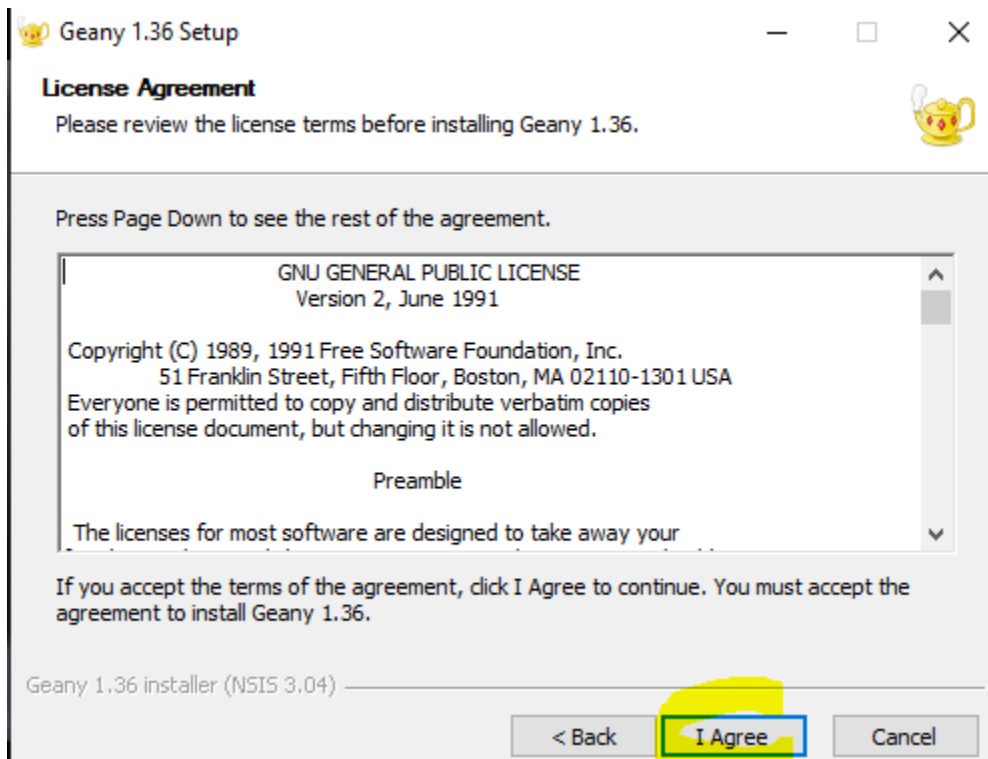 Geany 1.36 Setup
License Agreement
Please review the license terms before installing Geany 1.36.
Press Page Down to see the rest of the agreement.
GNU GENERAL PUBLIC LICENSE
Version 2, June 1991
Copyright (C) 1989, 1991 Free Software Foundation, Inc.
51 Franklin Street, Fifth Floor, Boston, MA 02110-1301 USA
Everyone is permitted to copy and distribute verbatim copies
of this license document, but changing it is not allowed.
Preamble
The licenses for most software are designed to take away your
If you accept the terms of the agreement, click I Agree to continue. You must accept the
agreement to install Geany 1.36.
Geany 1.36 installer (NSIS 3.04)
< Back
I Agree
Cancel